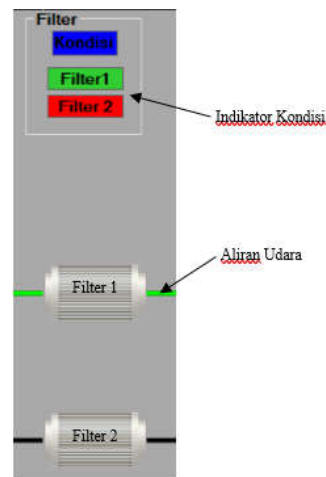 Filter
Kondisi
Filter1
Filter 2
Indikator Kondisi
Aliran Udara
Filter 1
Filter 2